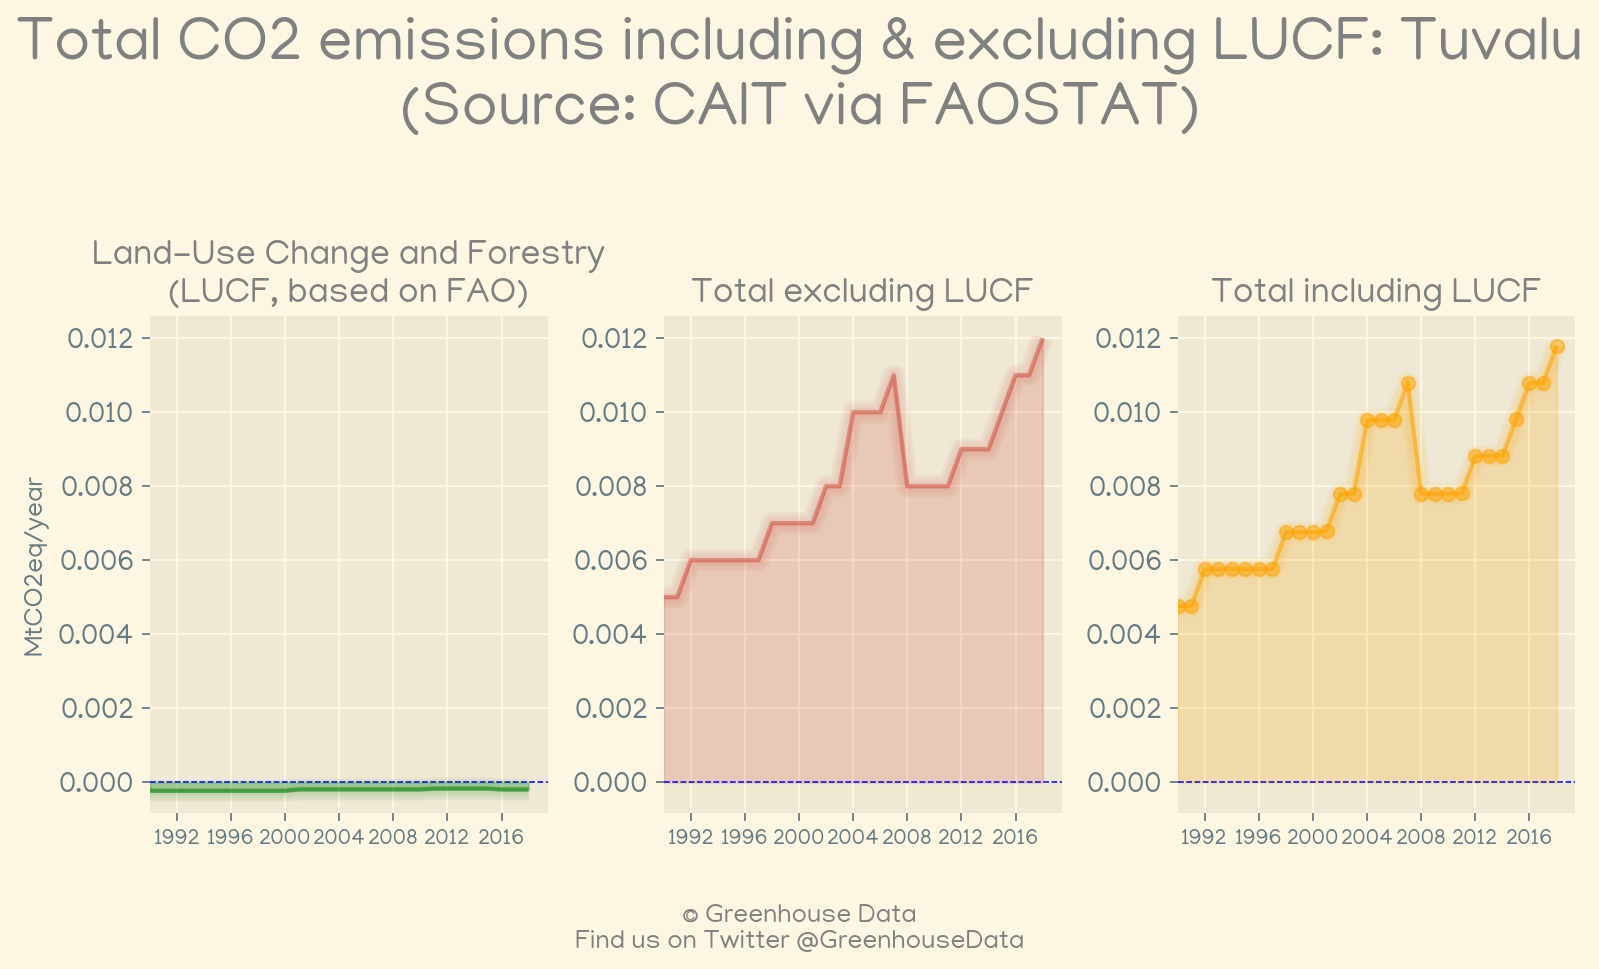 Total CO2 emissions including & excluding LUCF: Tuvalu
(Source: CAIT via FAOSTAT)
Land-Use Change and Forestry
(LUCF, based on FAO)
Total excluding LUCF
Total including LUCF
MtCO2eq/year
0.012
0.010
0.008
0.006
0.004
0.002
0.000
1992 1996 2000 2004 2008 2012 2016
0.012
0.010
0.008
0.006
0.004
0.002
0.000
1992 1996 2000 2004 2008 2012 2016
0.012
0.010
0.008
0.006
0.004
0.002
0.000
1992 1996 2000 2004 2008 2012 2016
© Greenhouse Data
Find us on Twitter @GreenhouseData